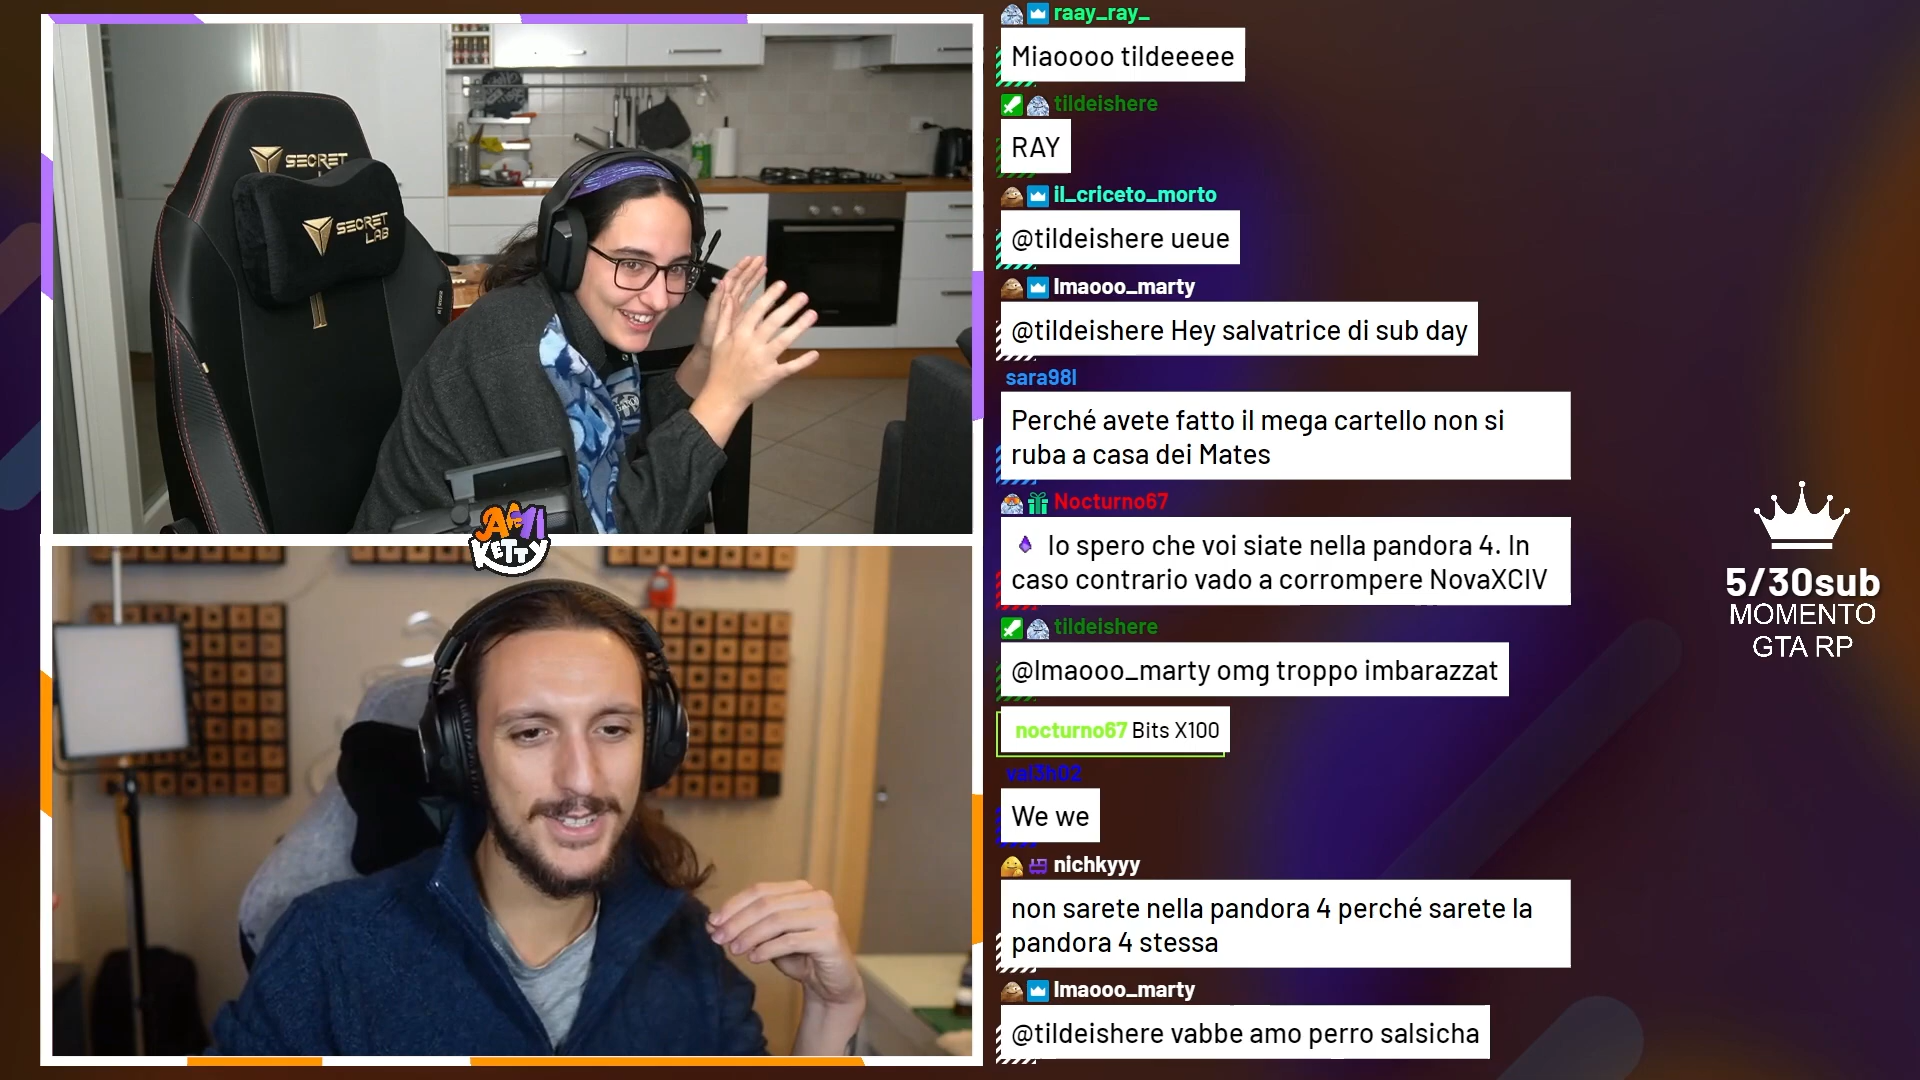 SECRET
L
SECRET
LAB
AMI
KETTY
raay_ray_
Miaoooo tildeeeee
tildeishere
RAY
il_criceto_morto
@tildeishere ueue
lmaooo_marty
@tildeishere Hey salvatrice di sub day
sara98l
Perché avete fatto il mega cartello non si
ruba a casa dei Mates
Nocturno67
Io spero che voi siate nella pandora 4. In
caso contrario vado a corrompere NovaXCIV
tildeishere
@lmaooo_marty omg troppo imbarazzat
nocturno67 Bits X100
val3h02
We we
nichkyyy
non sarete nella pandora 4 perché sarete la
pandora 4 stessa
lmaooo_marty
@tildeishere vabbe amo perro salsicha
5/30sub
MOMENTO
GTA RP